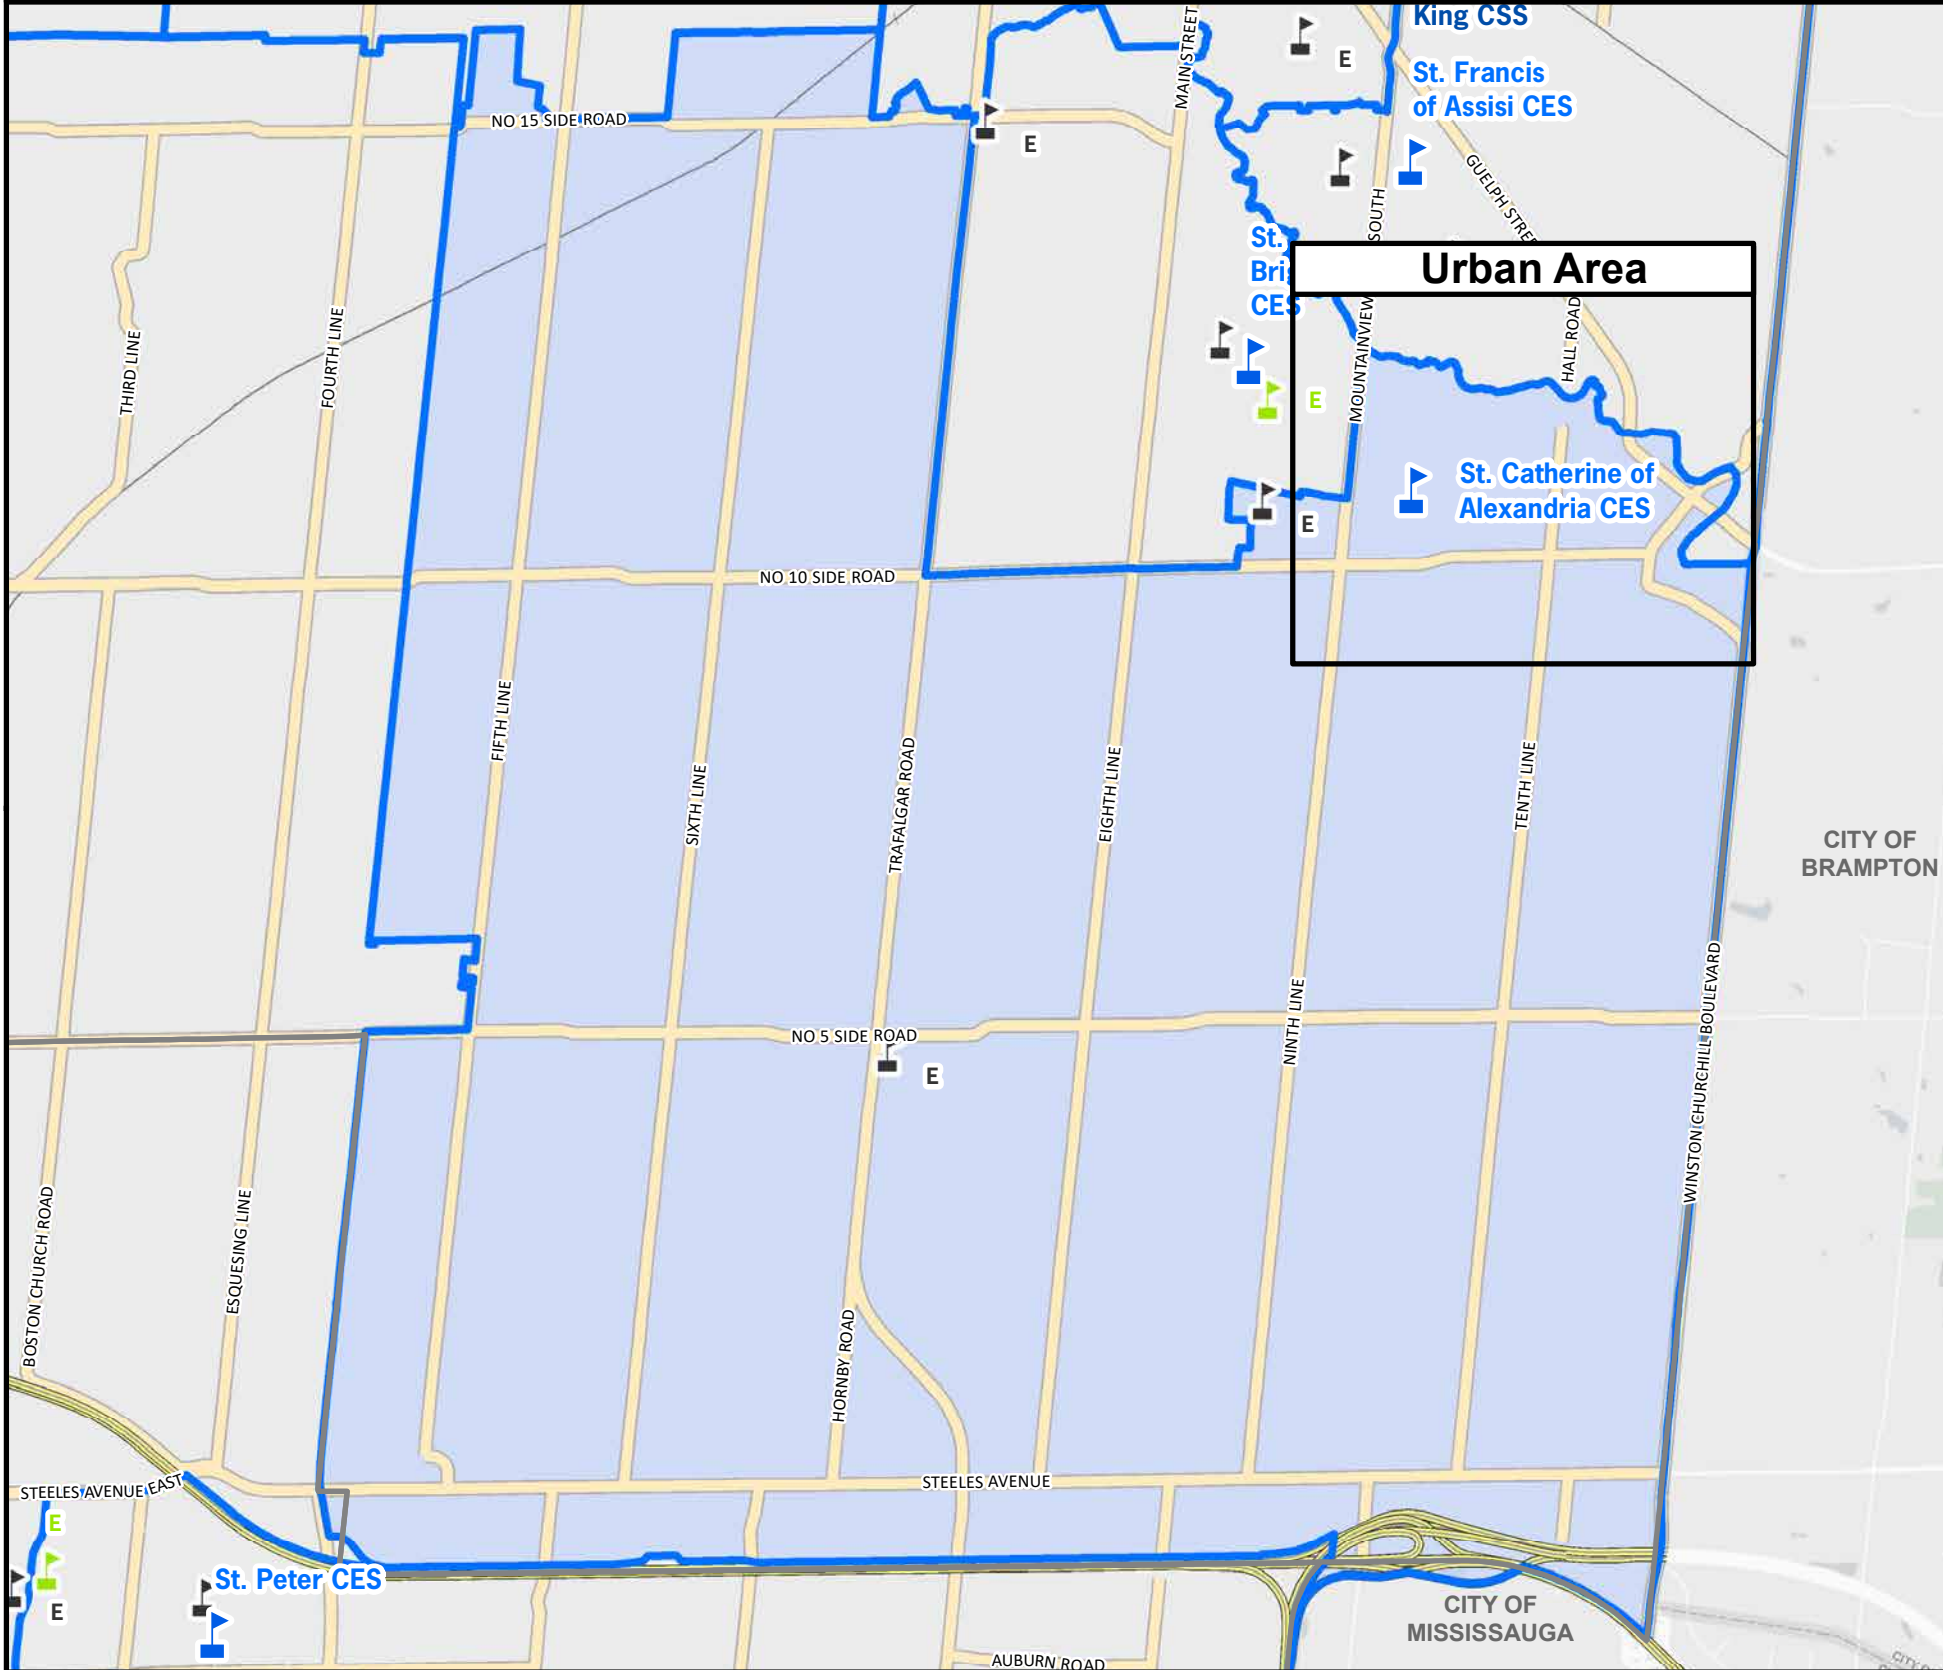 King CSS
St. Francis
of Assisi CES
MAIN STREET
E
NO 15 SIDE ROAD
E
GUELPH STREE
SOUTH
St.
Bri
CES
Urban Area
MOUNTAINVIEW
HALL ROAD
THIRD LINE
FOURTH LINE
E
St. Catherine of
Alexandria CES
E
NO 10 SIDE ROAD
FIFTH LINE
SIXTH LINE
TRAFALGAR ROAD
EIGHTH LINE
TENTH LINE
CITY OF
BRAMPTON
NINTH LINE
WINSTON CHURCHILL BOULEVARD
NO 5 SIDE ROAD
E
BOSTON CHURCH ROAD
ESQUESING LINE
HORNBY ROAD
STEELES AVENUE
STEELES AVENUE EAST
E
St. Peter CES
E
CITY OF
MISSISSAUGA
AUBURN ROAD